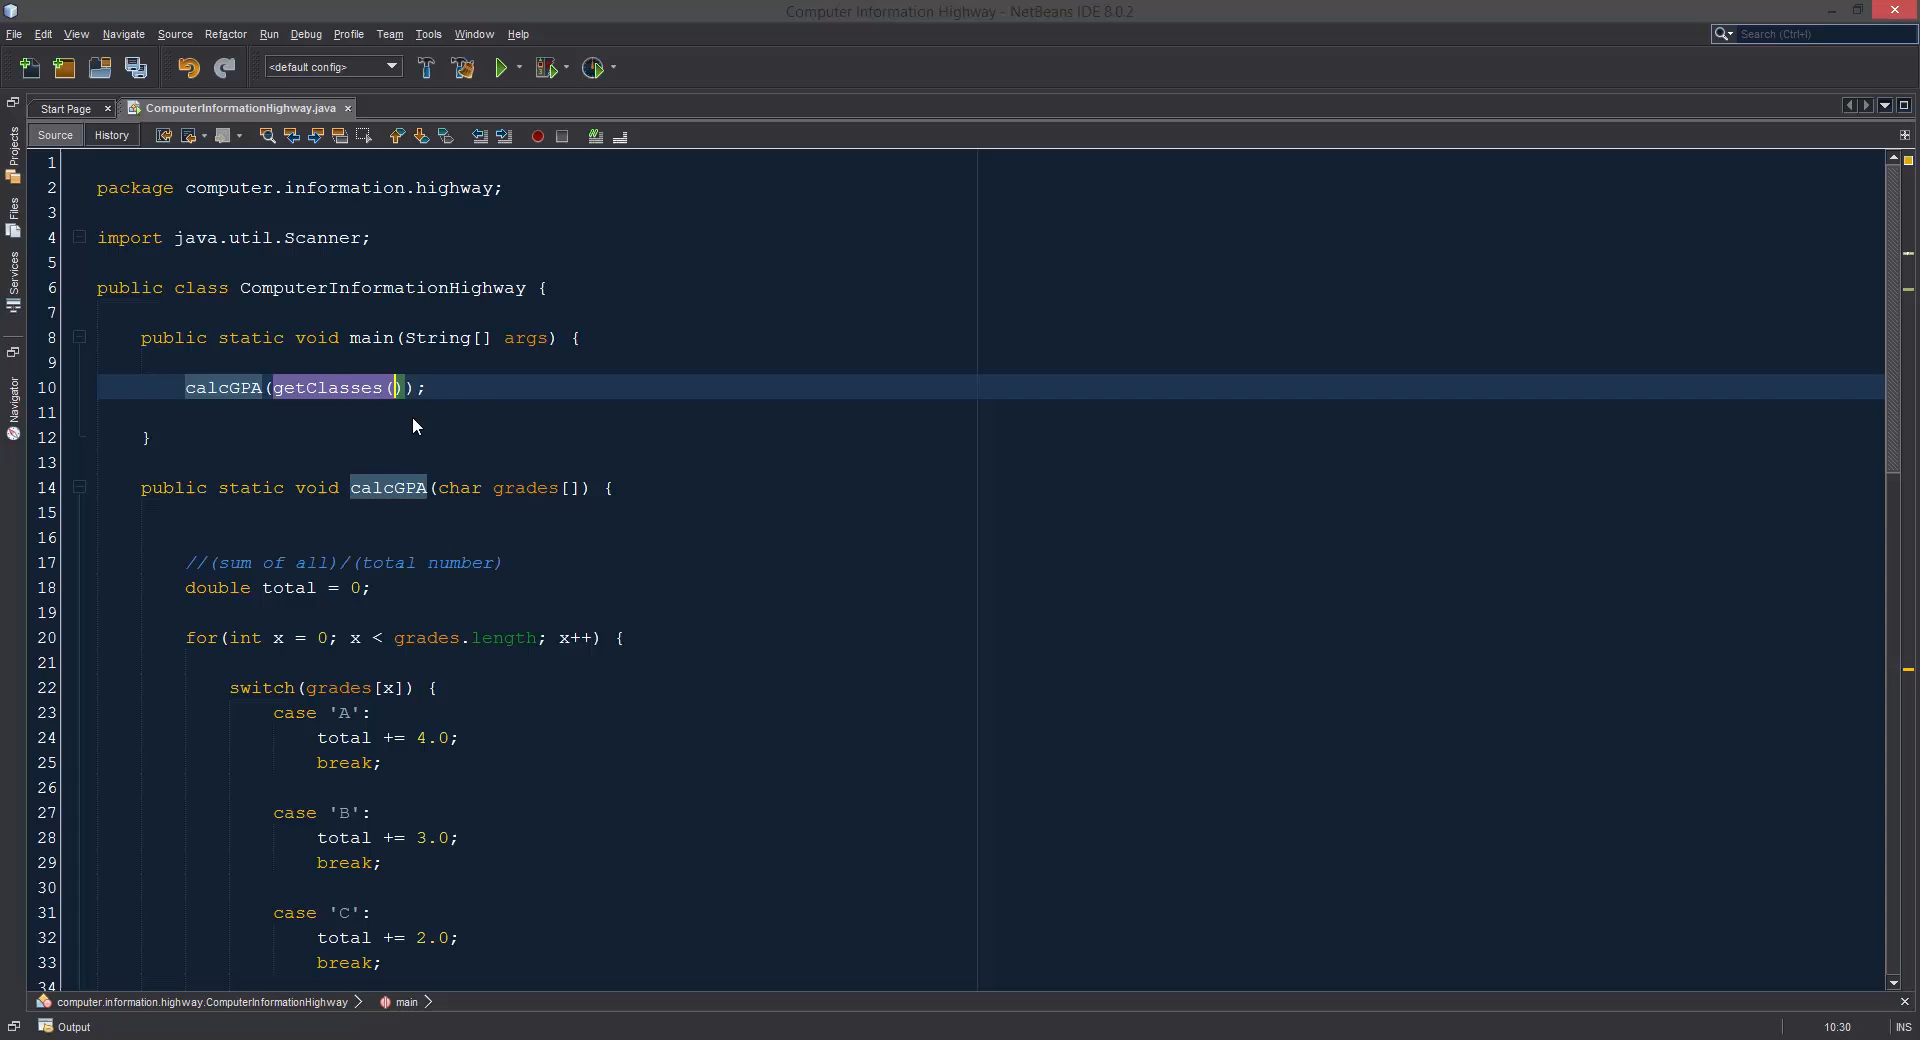 Computer Information Highway - NetBeans IDE 8.0.2
File Edit View Navigate Source Refactor Run Debug Profile Team Tools Window Help
Search (Ctrl+I)
<default config>
Start Page ComputerInformationHighway.java
Source History
Projects
Files
Services
Navigator
1
2 package computer.information.highway;
3
4 import java.util.Scanner;
5
6 public class ComputerInformationHighway {
7
8 public static void main(String[] args) {
9
10 calcGPA(getClasses());
11
12 }
13
14 public static void calcGPA(char grades[]) {
15
16
17 //(sum of all)/(total number)
18 double total = 0;
19
20 for(int x = 0; x < grades.length; x++) {
21
22 switch(grades[x]) {
23 case 'A':
24 total += 4.0;
25 break;
26
27 case 'B':
28 total += 3.0;
29 break;
30
31 case 'C':
32 total += 2.0;
33 break;
34
computer.information.highway.ComputerInformationHighway main
Output 10:30 INS